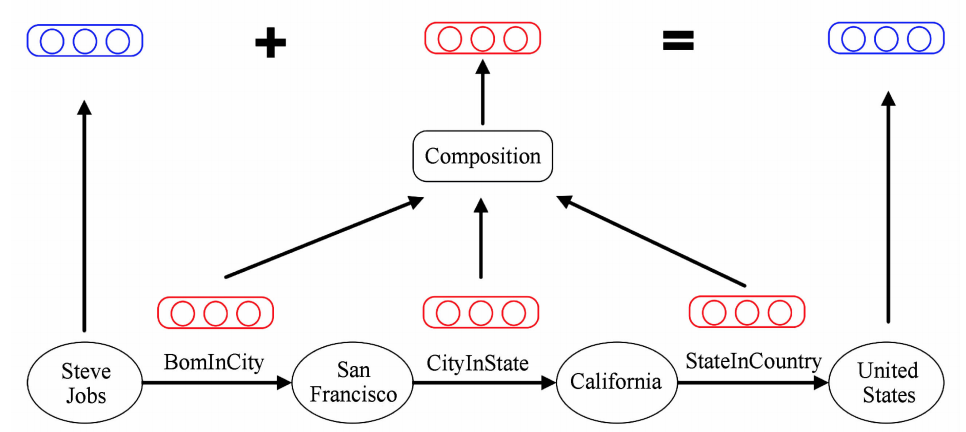 + =
Composition
BomInCity
CityInState
StateInCountry
Steve
Jobs
San
Francisco
California
United
States